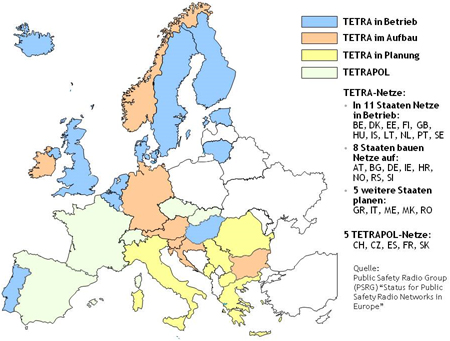 TETRA in Betrieb
TETRA im Aufbau
TETRA in Planung
TETRAPOL
TETRA-Netze:
In 11 Staaten Netze
in Betrieb:
BE, DK, EE, FI, GB,
HU, IS, LT, NL, PT, SE
8 Staaten bauen
Netze auf:
AT, BG, DE, IE, HR,
NO, RS, SI
5 weitere Staaten
planen:
GR, IT, ME, MK, RO
5 TETRAPOL-Netze:
CH, CZ, ES, FR, SK
Quelle:
Public Safety Radio Group
(PSRG) "Status for Public
Safety Radio Networks in
Europe"